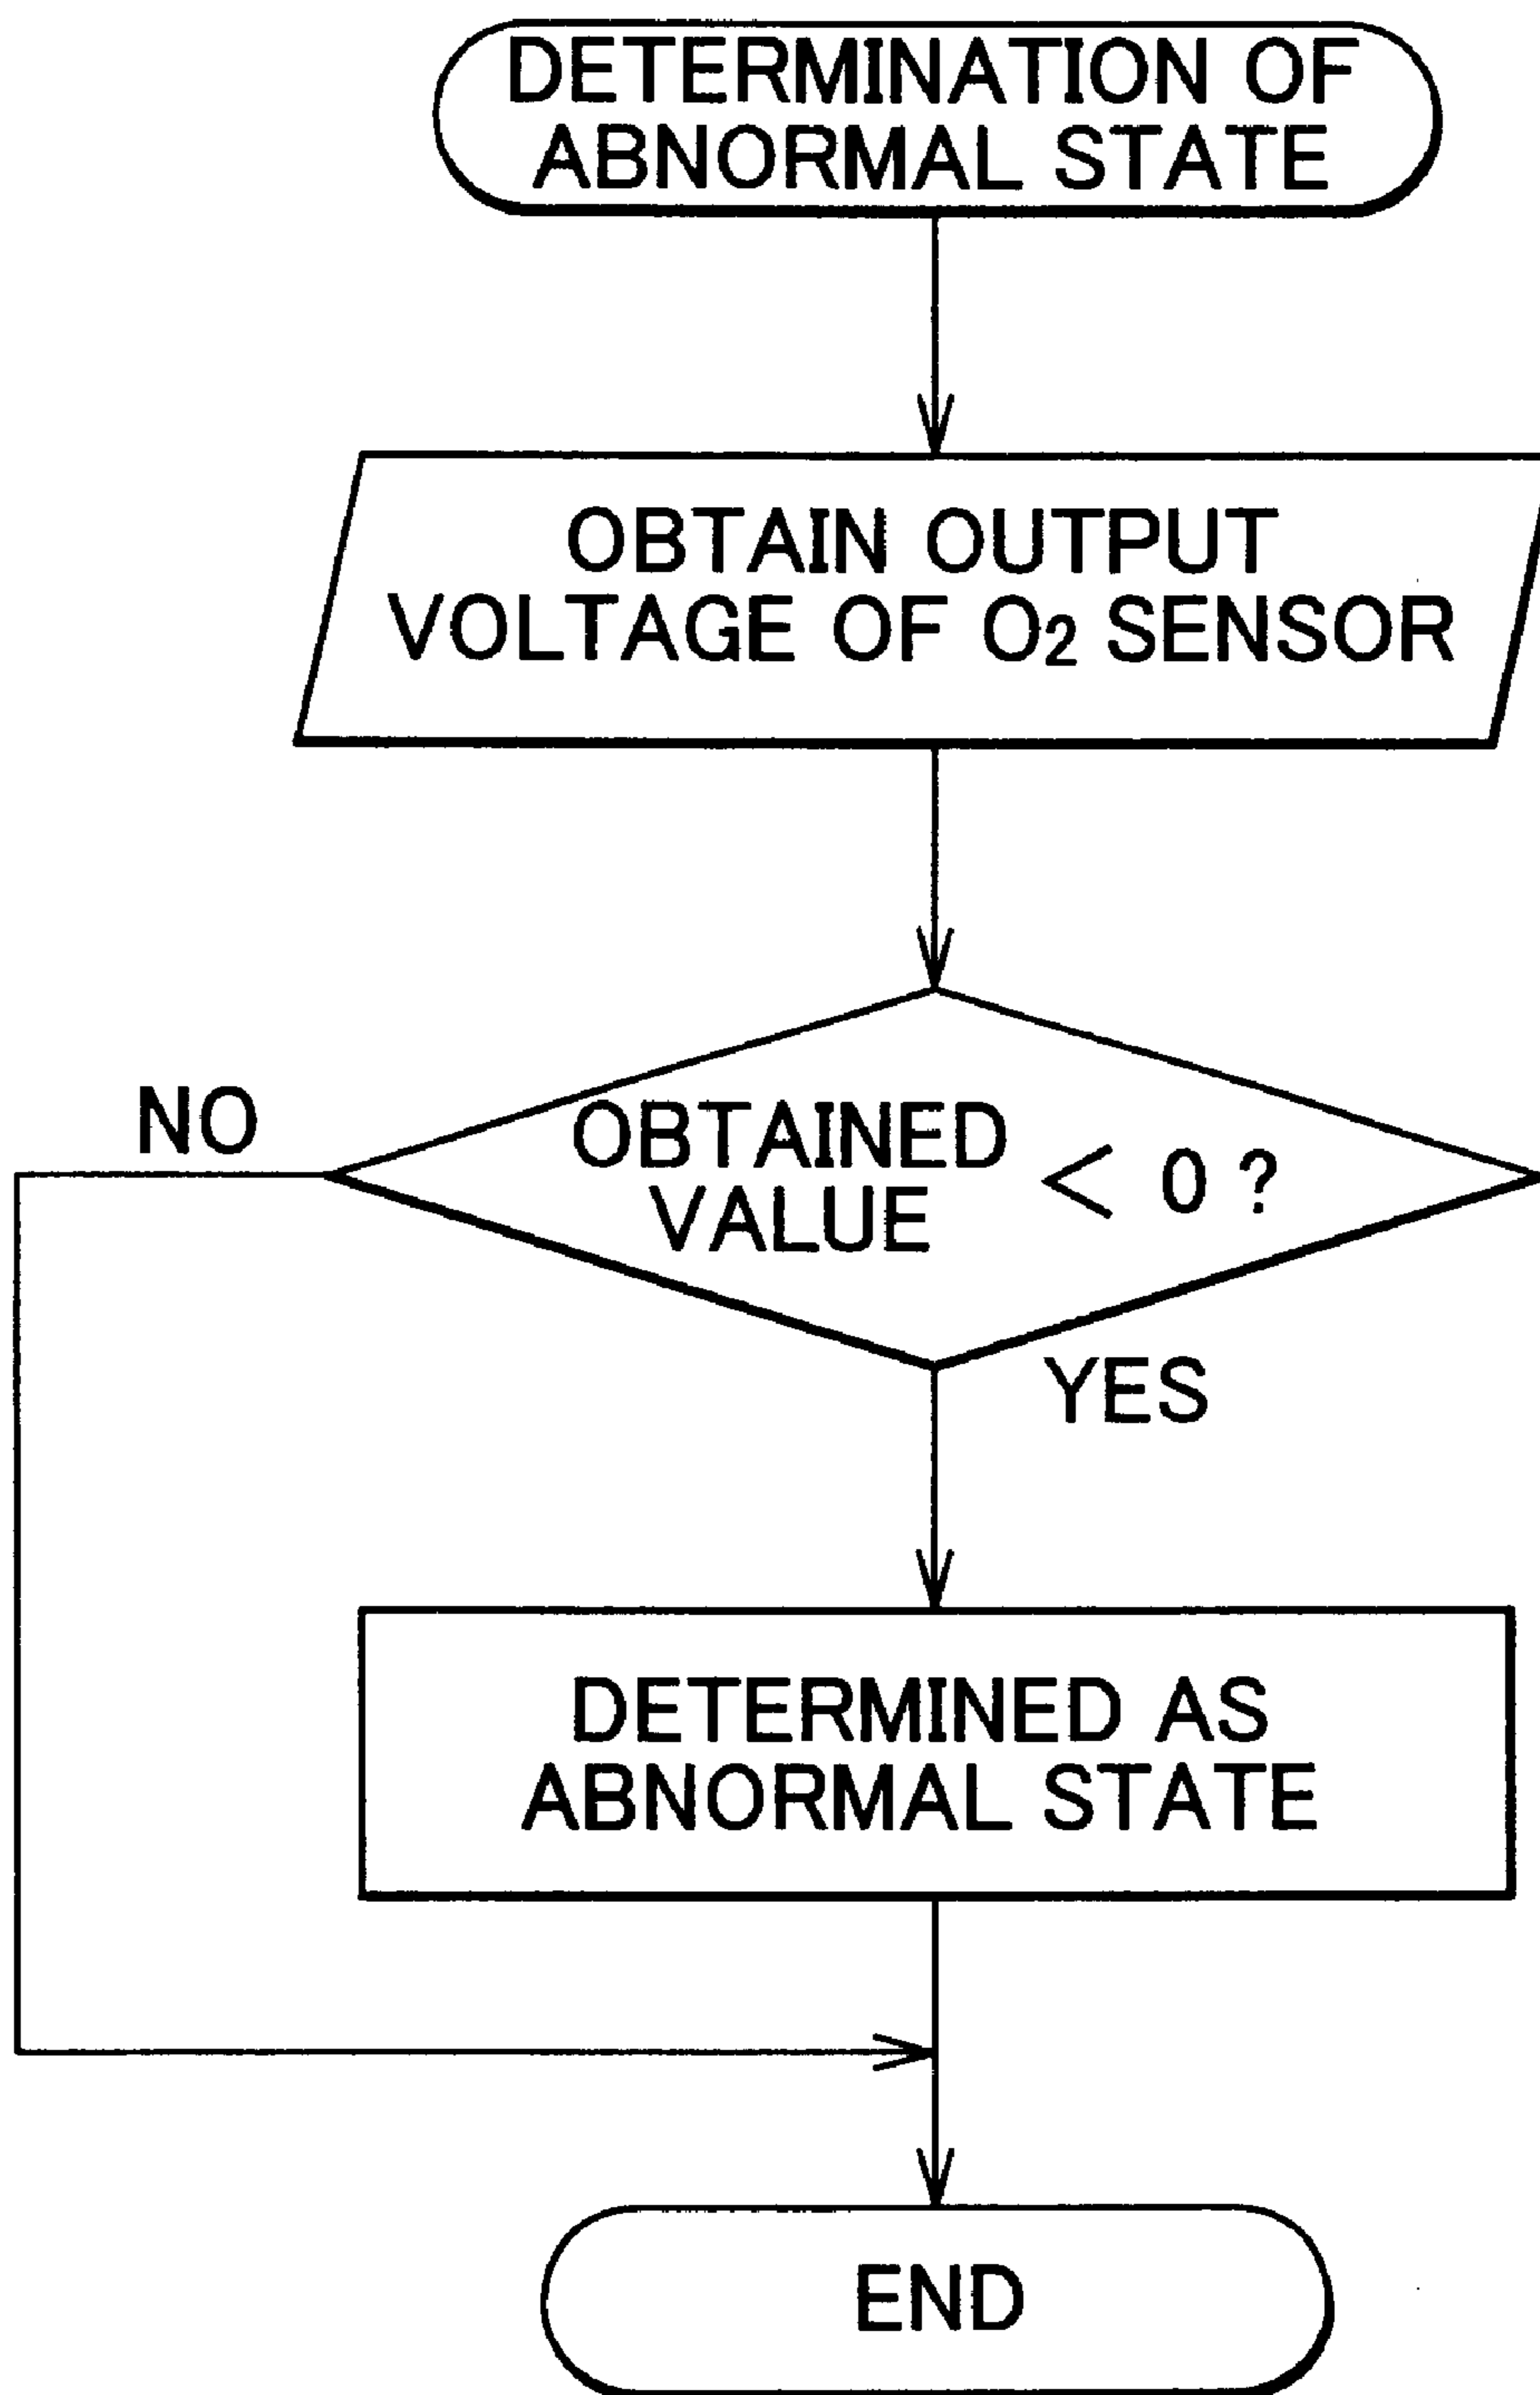 DETERMINATION OF
ABNORMAL STATE
OBTAIN OUTPUT
VOLTAGE OF O₂ SENSOR
NO
OBTAINED
VALUE
< 0 ?
YES
DETERMINED AS
ABNORMAL STATE
END